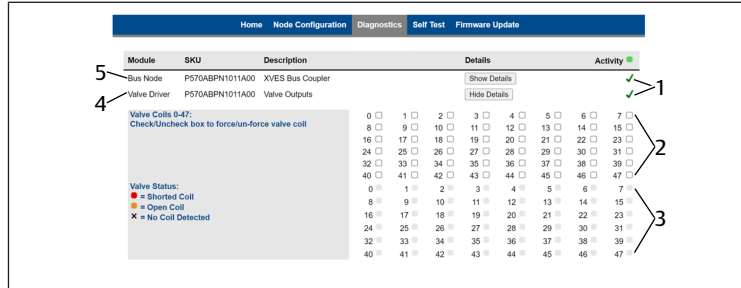 Home Node Configuration Diagnostics Self Test Firmware Update
Module SKU Description Details Activity
5 Bus Node P570ABPN1011A00 XVES Bus Coupler Show Details 1
4 Valve Driver P570ABPN1011A00 Valve Outputs Hide Details
Valve Coils 0-47: 0 1 2 3 4 5 6 7
Check/Uncheck box to force/un-force valve coil 8 9 10 11 12 13 14 15
16 17 18 19 20 21 22 23
2
24 25 26 27 28 29 30 31
32 33 34 35 36 37 38 39
40 41 42 43 44 45 46 47
Valve Status: 0 1 2 3 4 5 6 7
= Shorted Coil 8 9 10 11 12 13 14 15
= Open Coil
× = No Coil Detected 16 17 18 19 20 21 22 23
3
24 25 26 27 28 29 30 31
32 33 34 35 36 37 38 39
40 41 42 43 44 45 46 47